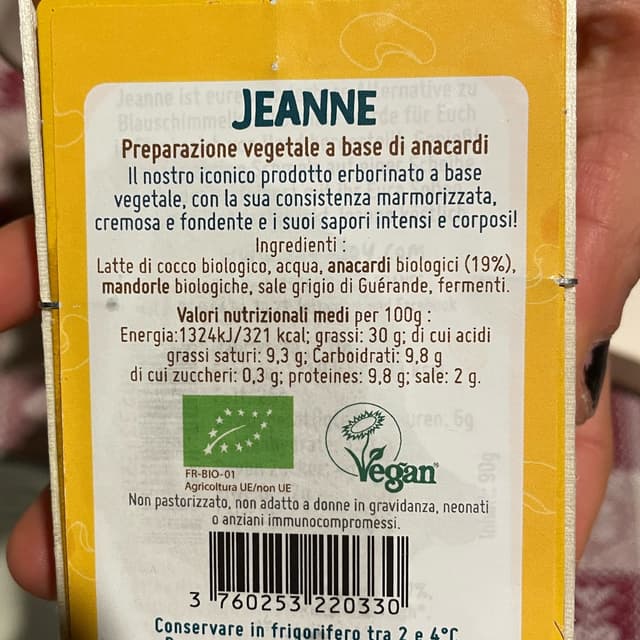 JEANNE
Preparazione vegetale a base di anacardi
Il nostro iconico prodotto erborinato a base
vegetale, con la sua consistenza marmorizzata,
cremosa e fondente e i suoi sapori intensi e corposi!
Ingredienti :
Latte di cocco biologico, acqua, anacardi biologici (19%),
mandorle biologiche, sale grigio di Guérande, fermenti.
Valori nutrizionali medi per 100g :
Energia:1324kJ/321 kcal; grassi: 30 g; di cui acidi
grassi saturi: 9,3 g; Carboidrati: 9,8 g
di cui zuccheri: 0,3 g; proteines: 9,8 g; sale: 2 g.
FR-BIO-01
Agricoltura UE/non UE
Vegan
Non pastorizzato, non adatto a donne in gravidanza, neonati
o anziani immunocompromessi.
3 760253 220330
Conservare in frigorifero tra 2 e 4°C